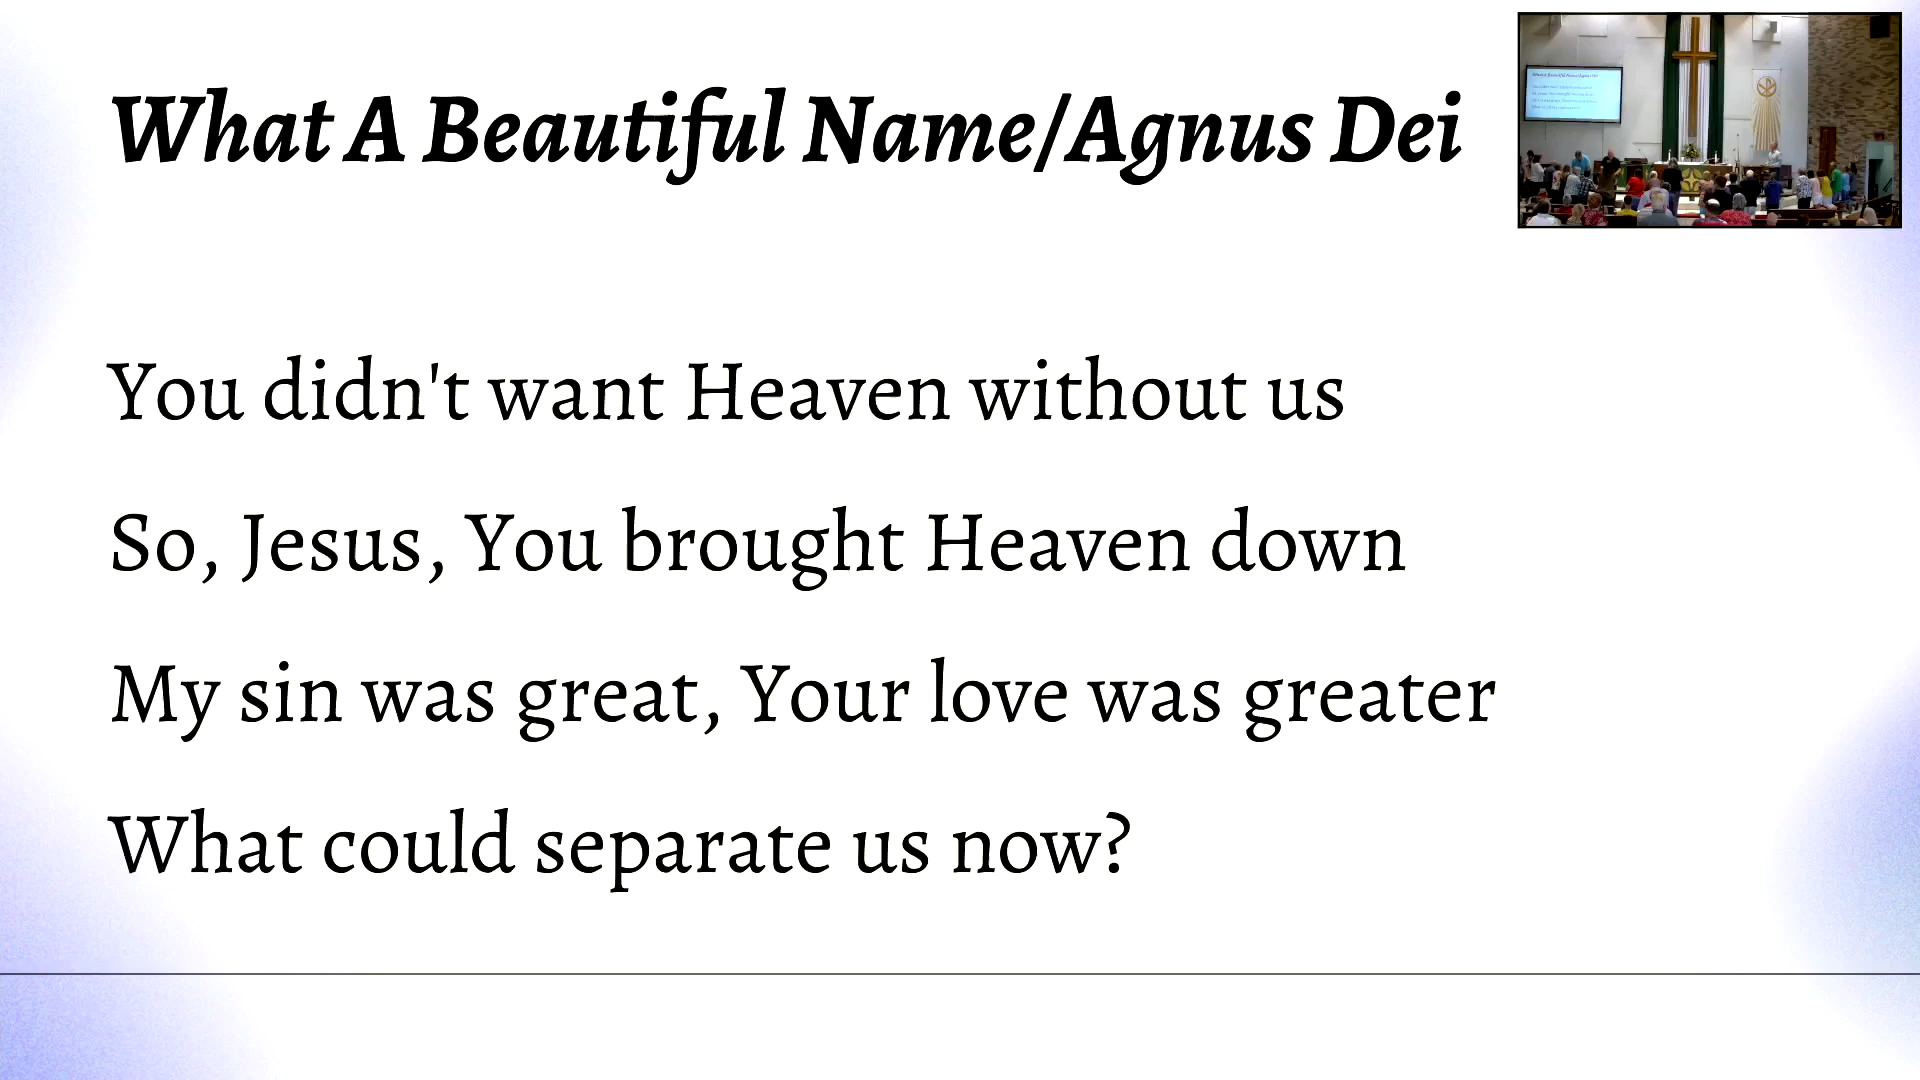 What A Beautiful Name/Agnus Dei
You didn't want Heaven without us
So, Jesus, You brought Heaven down
My sin was great, Your love was greater
What could separate us now?